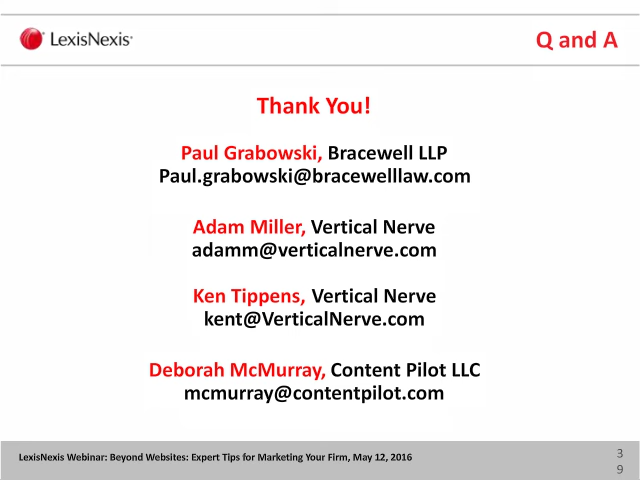 LexisNexis®
Q and A
Thank You!
Paul Grabowski, Bracewell LLP
Paul.grabowski@bracewelllaw.com
Adam Miller, Vertical Nerve
adamm@verticalnerve.com
Ken Tippens, Vertical Nerve
kent@VerticalNerve.com
Deborah McMurray, Content Pilot LLC
mcmurray@contentpilot.com
LexisNexis Webinar: Beyond Websites: Expert Tips for Marketing Your Firm, May 12, 2016
3
9